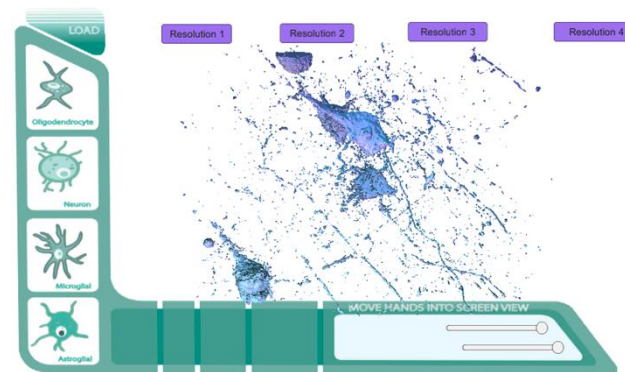 LOAD
Resolution 1
Resolution 2
Resolution 3
Resolution 4
Oligodendrocyte
Neuron
Microglial
Astroglial
MOVE HANDS INTO SCREEN VIEW